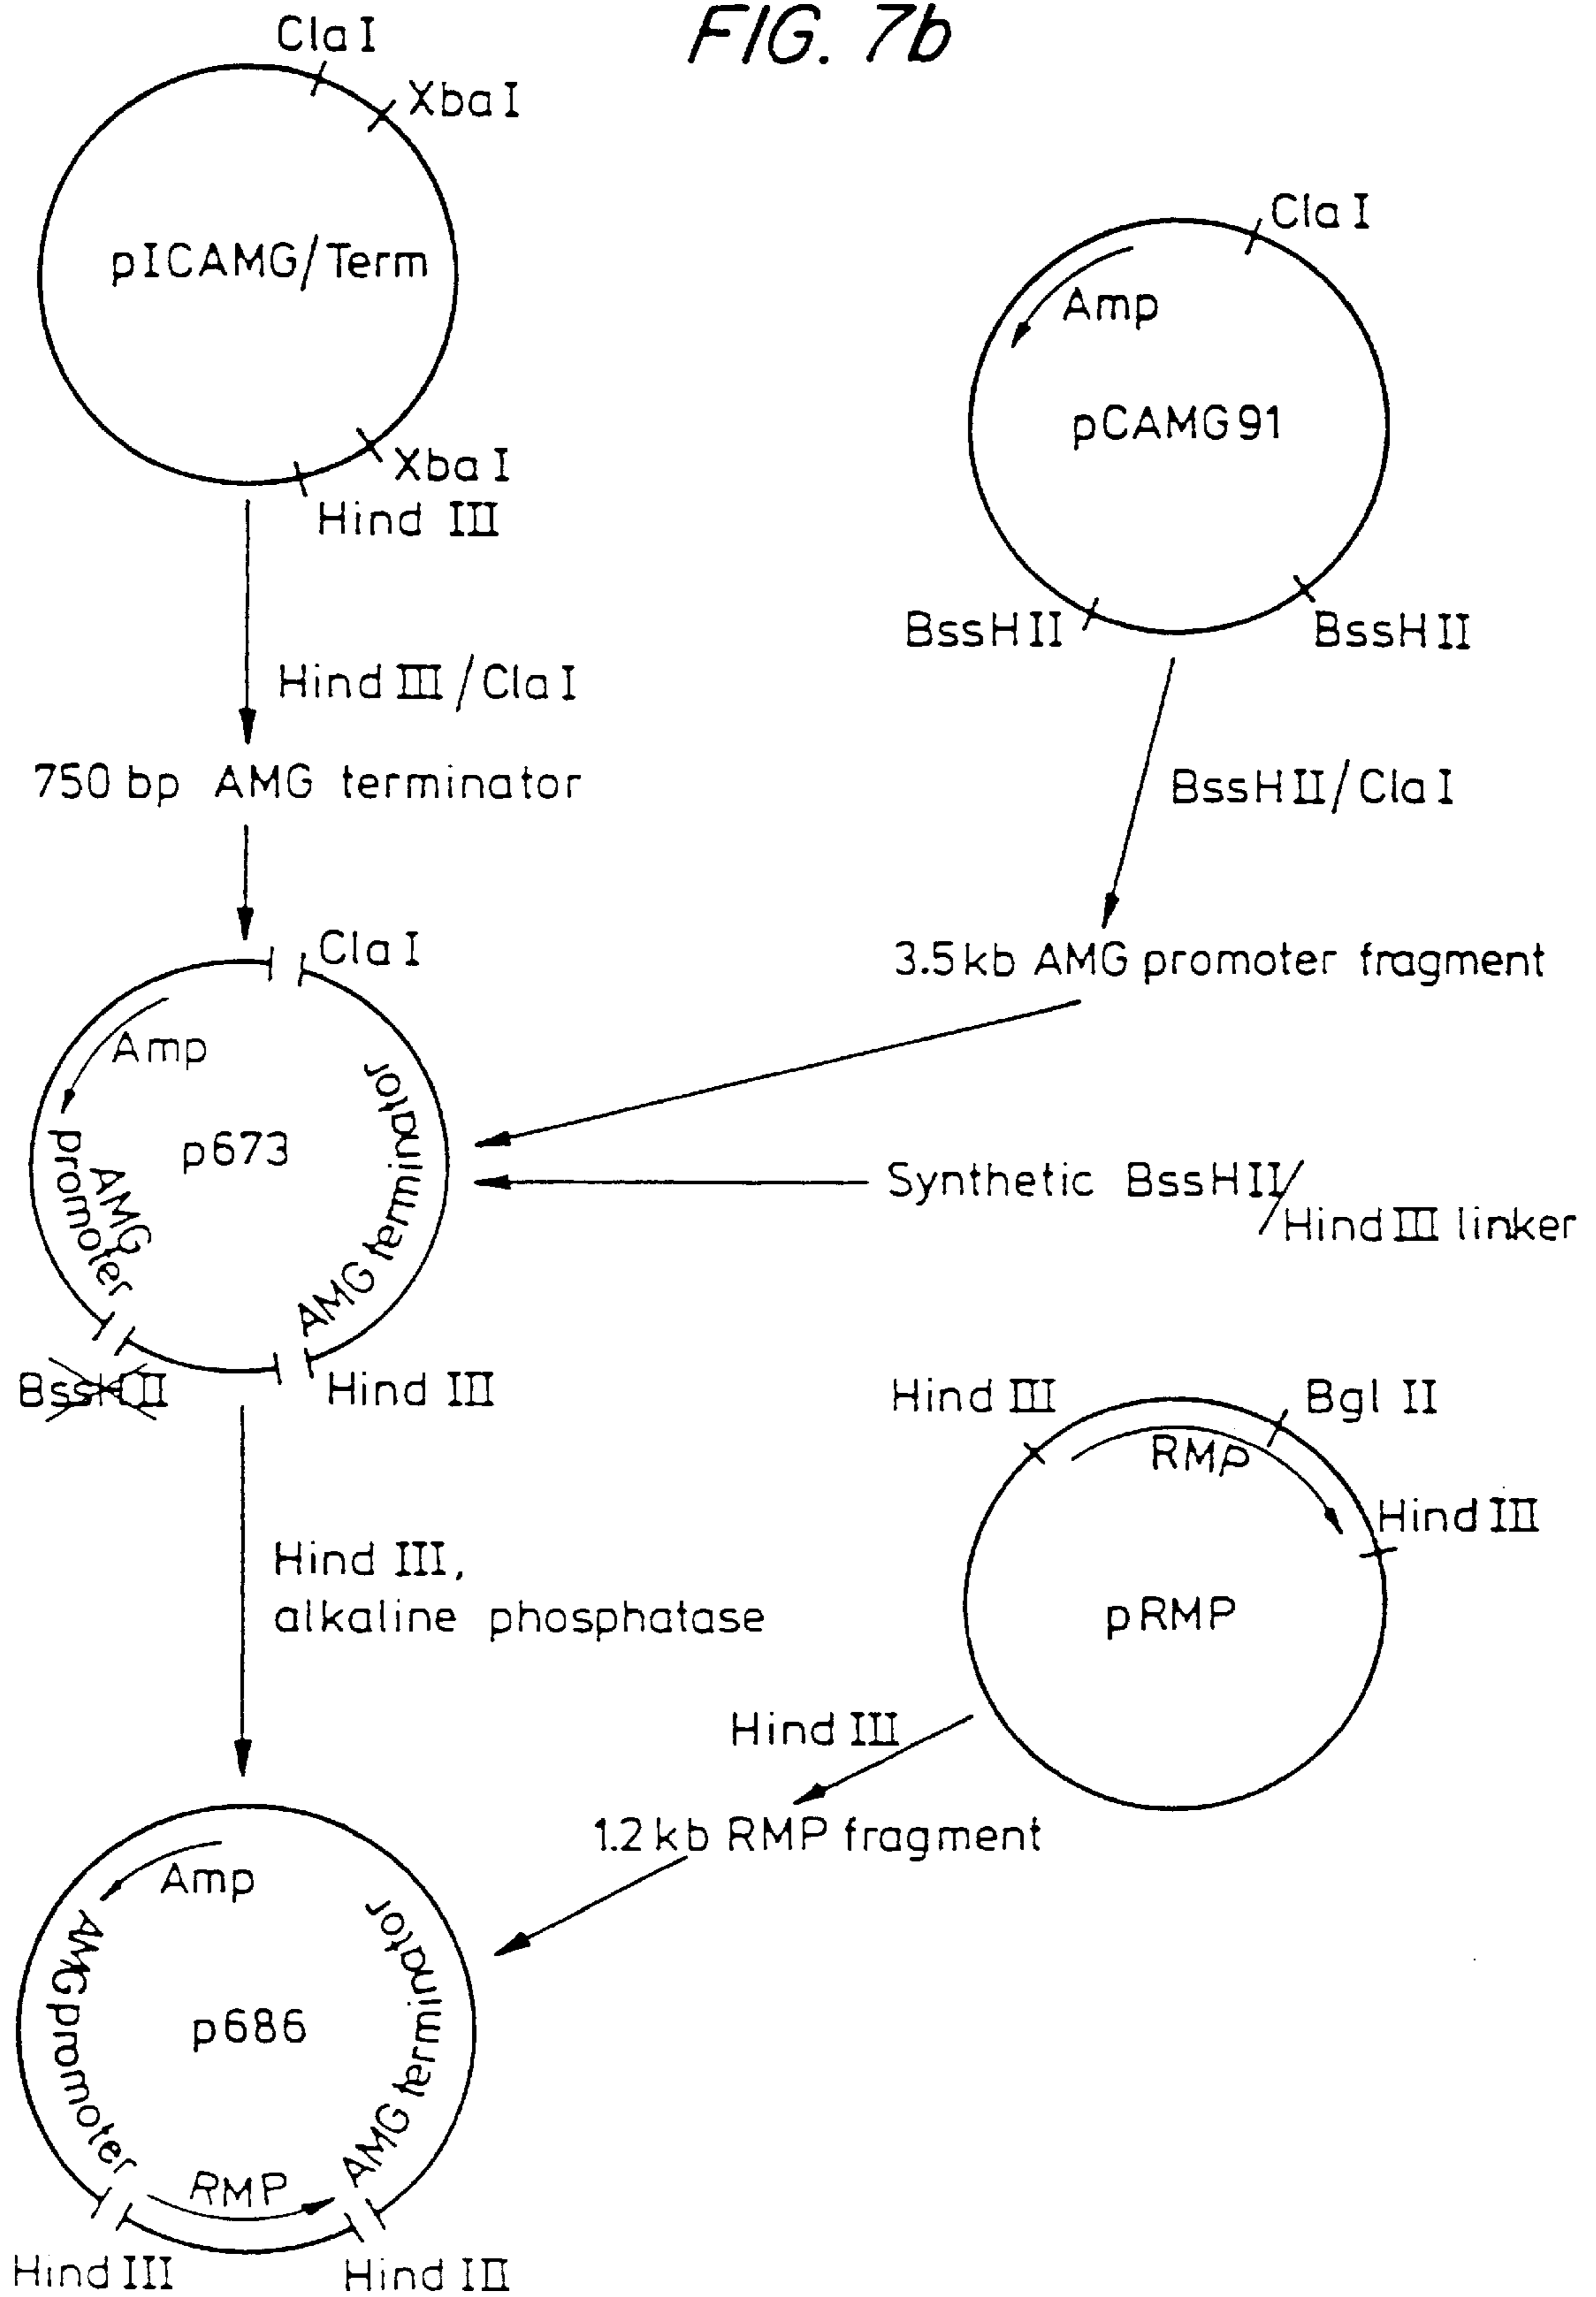 FIG. 7b
Cla I
Xba I
pICAMG/Term
Xba I
Hind III
Cla I
Amp
pCAMG91
BssH II
BssH II
Hind III / Cla I
750 bp AMG terminator
BssH II / Cla I
3.5 kb AMG promoter fragment
Cla I
Amp
p673
AMG
promoter
AMG terminator
Synthetic BssH II/
Hind III linker
BssH II
Hind III
Hind III
Bgl II
RMP
Hind III
pRMP
Hind III,
alkaline phosphatase
Hind III
1.2 kb RMP fragment
Amp
AMG promoter
p686
AMG terminator
RMP
Hind III
Hind III